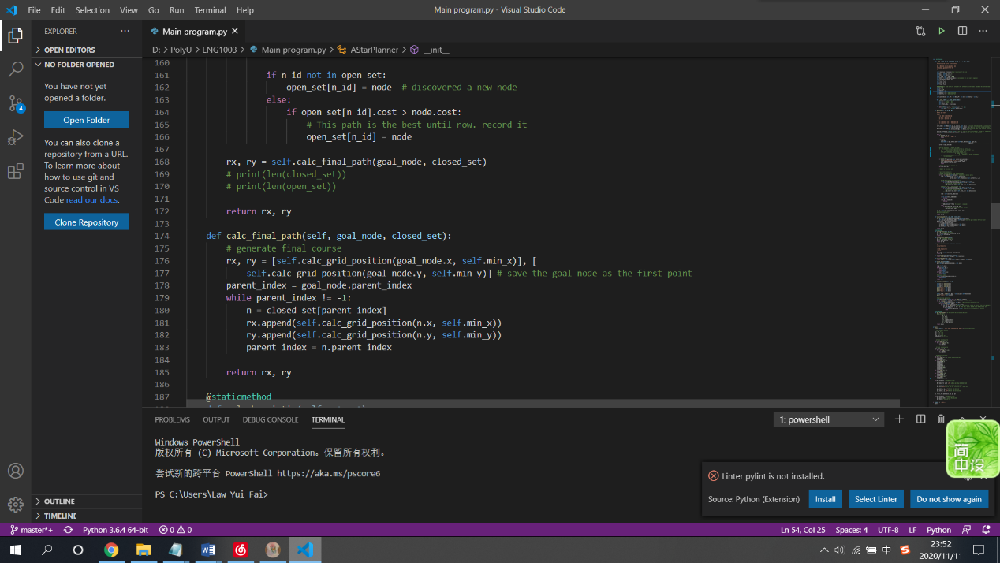 File Edit Selection View Go Run Terminal Help
Main program.py - Visual Studio Code
EXPLORER
OPEN EDITORS
NO FOLDER OPENED
You have not yet
opened a folder.
Open Folder
You can also clone a
repository from a URL.
To learn more about
how to use git and
source control in VS
Code read our docs.
Clone Repository
OUTLINE
TIMELINE
4
Main program.py
D: > PolyU > ENG1003 > Main program.py > AStarPlanner > __init__
160
161 if n_id not in open_set:
162 open_set[n_id] = node # discovered a new node
163 else:
164 if open_set[n_id].cost > node.cost:
165 # This path is the best until now. record it
166 open_set[n_id] = node
167
168 rx, ry = self.calc_final_path(goal_node, closed_set)
169 # print(len(closed_set))
170 # print(len(open_set))
171
172 return rx, ry
173
174 def calc_final_path(self, goal_node, closed_set):
175 # generate final course
176 rx, ry = [self.calc_grid_position(goal_node.x, self.min_x)], [
177 self.calc_grid_position(goal_node.y, self.min_y)] # save the goal node as the first point
178 parent_index = goal_node.parent_index
179 while parent_index != -1:
180 n = closed_set[parent_index]
181 rx.append(self.calc_grid_position(n.x, self.min_x))
182 ry.append(self.calc_grid_position(n.y, self.min_y))
183 parent_index = n.parent_index
184
185 return rx, ry
186
187 @staticmethod
PROBLEMS OUTPUT DEBUG CONSOLE TERMINAL
1: powershell
Windows PowerShell
版权所有 (C) Microsoft Corporation。保留所有权利。
尝试新的跨平台 PowerShell https://aka.ms/pscore6
PS C:\Users\Law Yui Fai>
简
中 设
Linter pylint is not installed.
Source: Python (Extension)
Install
Select Linter
Do not show again
master*+ Python 3.6.4 64-bit 0 0
Ln 54, Col 25 Spaces: 4 UTF-8 LF Python
W
中
S
23:52
2020/11/11